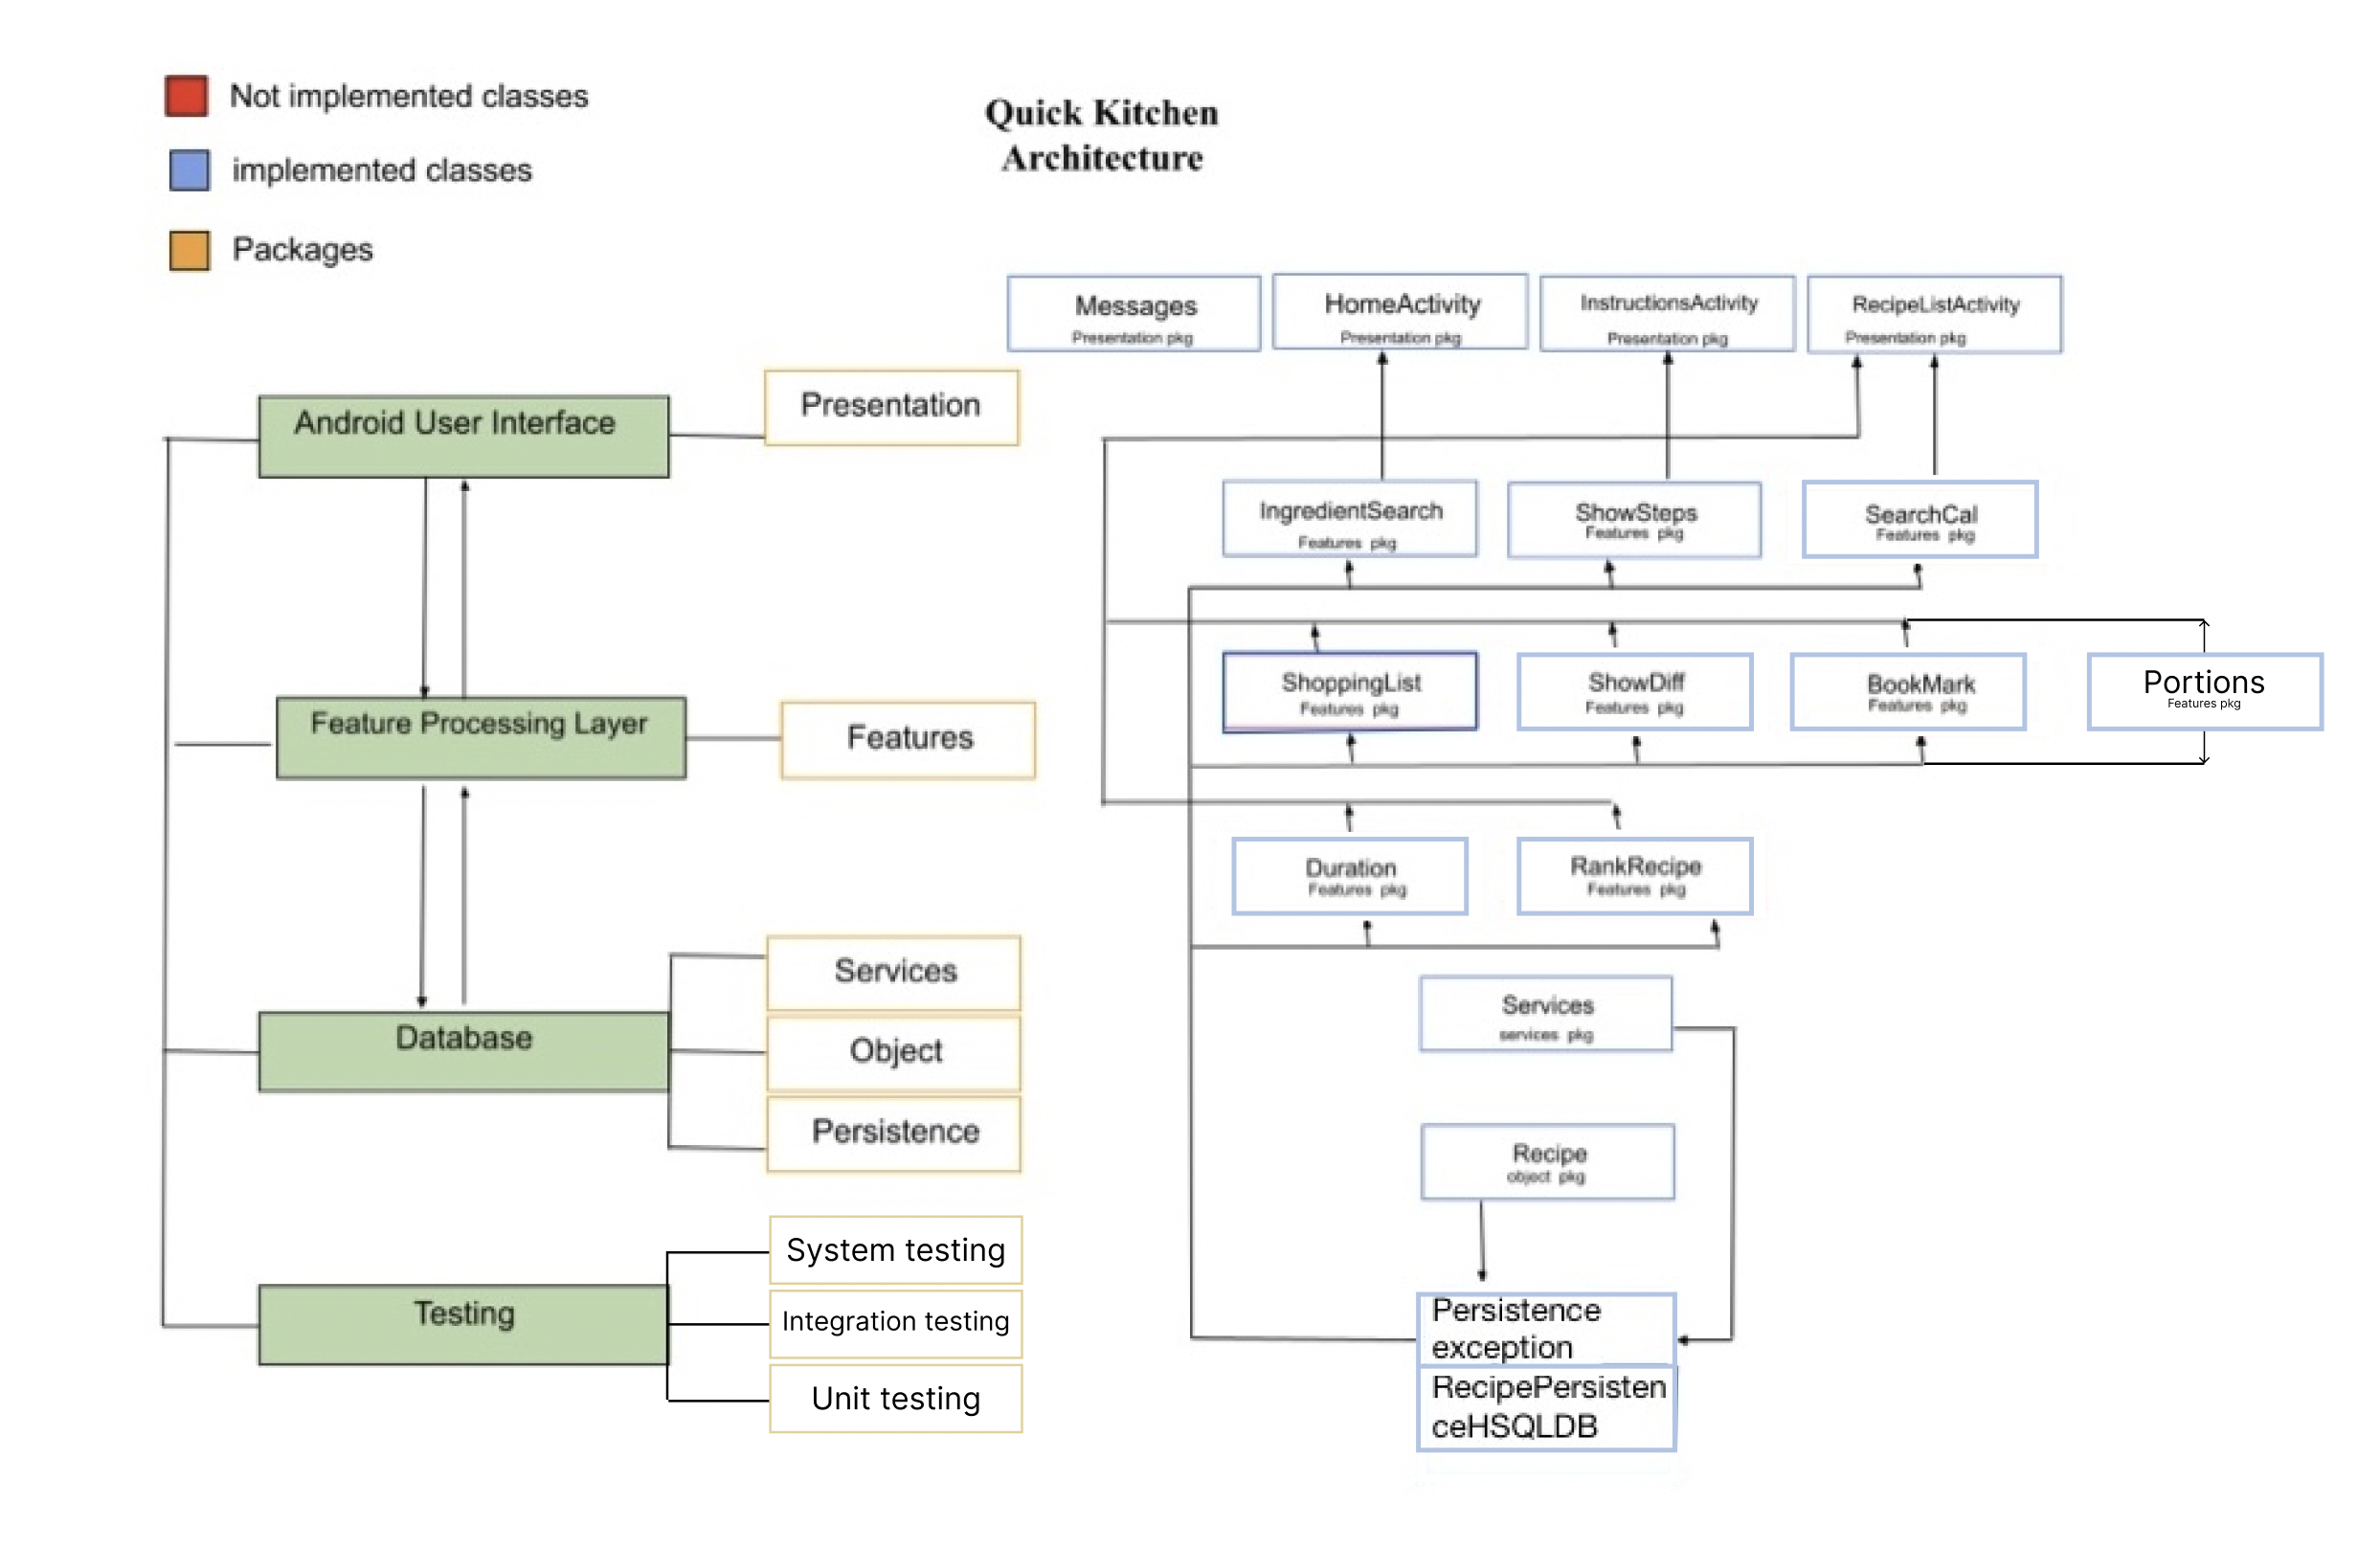 Not implemented classes
implemented classes
Packages
Quick Kitchen
Architecture
Messages
Presentation pkg
HomeActivity
Presentation pkg
InstructionsActivity
Presentation pkg
RecipeListActivity
Presentation pkg
Android User Interface
Presentation
IngredientSearch
Features pkg
ShowSteps
Features pkg
SearchCal
Features pkg
Feature Processing Layer
Features
ShoppingList
Features pkg
ShowDiff
Features pkg
BookMark
Features pkg
Portions
Features pkg
Duration
Features pkg
RankRecipe
Features pkg
Database
Services
Object
Persistence
Services
services pkg
Recipe
object pkg
Testing
System testing
Integration testing
Unit testing
Persistence
exception
RecipePersisten
ceHSQLDB